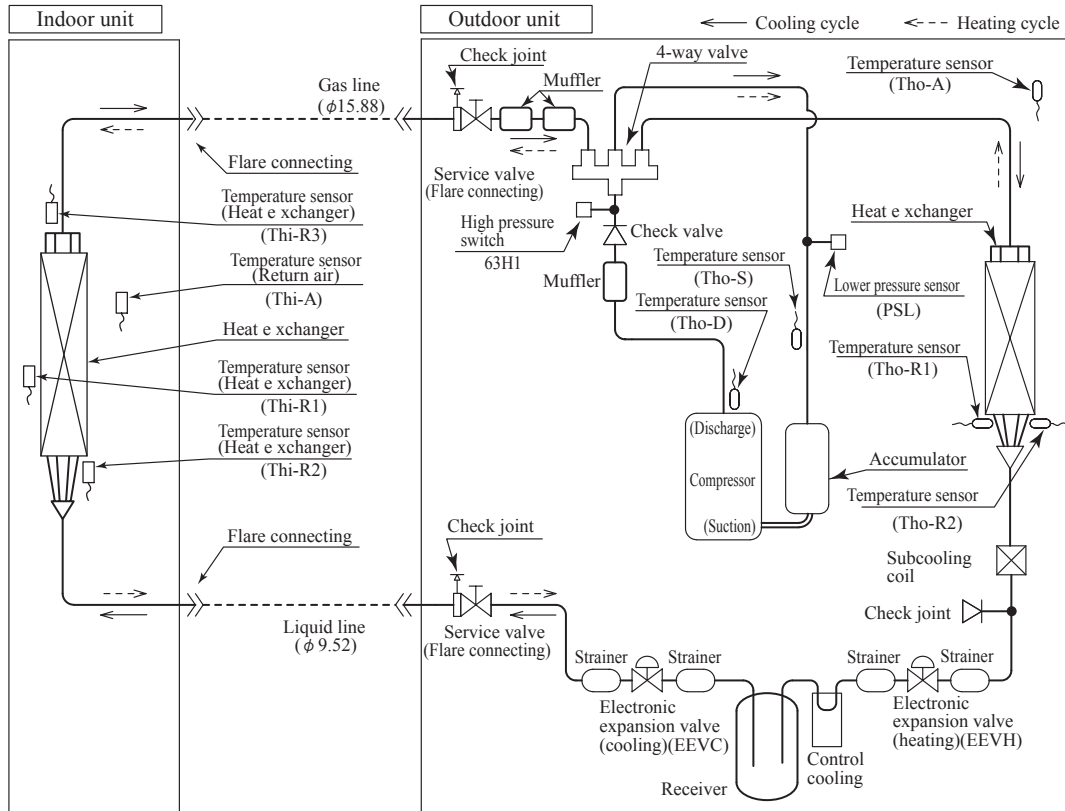 Indoor unit
Outdoor unit
Cooling cycle
Heating cycle
Check joint
4-way valve
Temperature sensor
(Tho-A)
Gas line
(ϕ15.88)
Muffler
Flare connecting
Service valve
(Flare connecting)
Temperature sensor
(Heat e xchanger)
(Thi-R3)
High pressure
switch
63H1
Check valve
Heat e xchanger
Temperature sensor
(Return air)
(Thi-A)
Muffler
Temperature sensor
(Tho-S)
Lower pressure sensor
(PSL)
Temperature sensor
(Tho-D)
Heat e xchanger
Temperature sensor
(Tho-R1)
Temperature sensor
(Heat e xchanger)
(Thi-R1)
Temperature sensor
(Heat e xchanger)
(Thi-R2)
(Discharge)
Compressor
(Suction)
Accumulator
Temperature sensor
(Tho-R2)
Flare connecting
Check joint
Subcooling
coil
Check joint
Liquid line
(ϕ 9.52)
Service valve
(Flare connecting)
Strainer
Strainer
Strainer
Strainer
Electronic
expansion valve
(cooling)(EEVC)
Electronic
expansion valve
(heating)(EEVH)
Control
cooling
Receiver